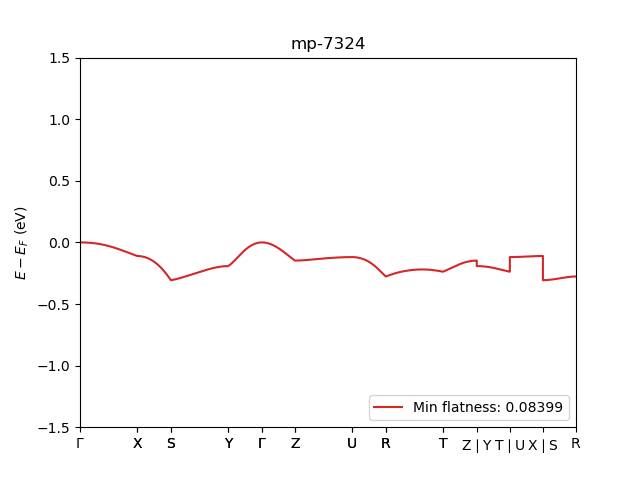 mp-7324
1.5
1.0
0.5
0.0
−0.5
−1.0
−1.5
E − E_F (eV)
Min flatness: 0.08399
Γ X S Y Γ Z U R T Z|Y T|U X|S R